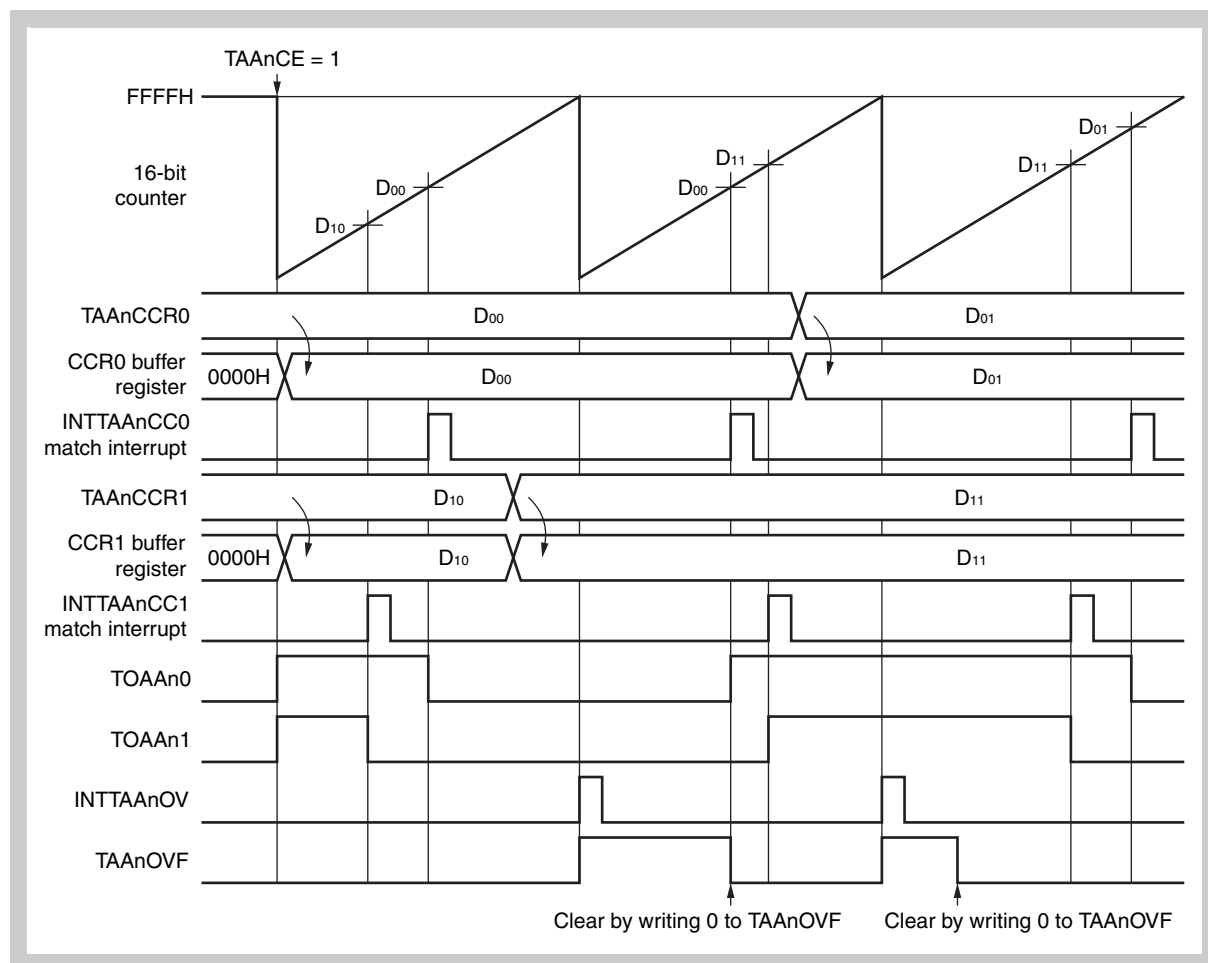 TAAnCE = 1
FFFFH
16-bit
counter
D10
D00
D00
D11
D11
D01
TAAnCCR0
D00
D01
CCR0 buffer
register
0000H
D00
D01
INTTAAnCC0
match interrupt
TAAnCCR1
D10
D11
CCR1 buffer
register
0000H
D10
D11
INTTAAnCC1
match interrupt
TOAAn0
TOAAn1
INTTAAnOV
TAAnOVF
Clear by writing 0 to TAAnOVF
Clear by writing 0 to TAAnOVF